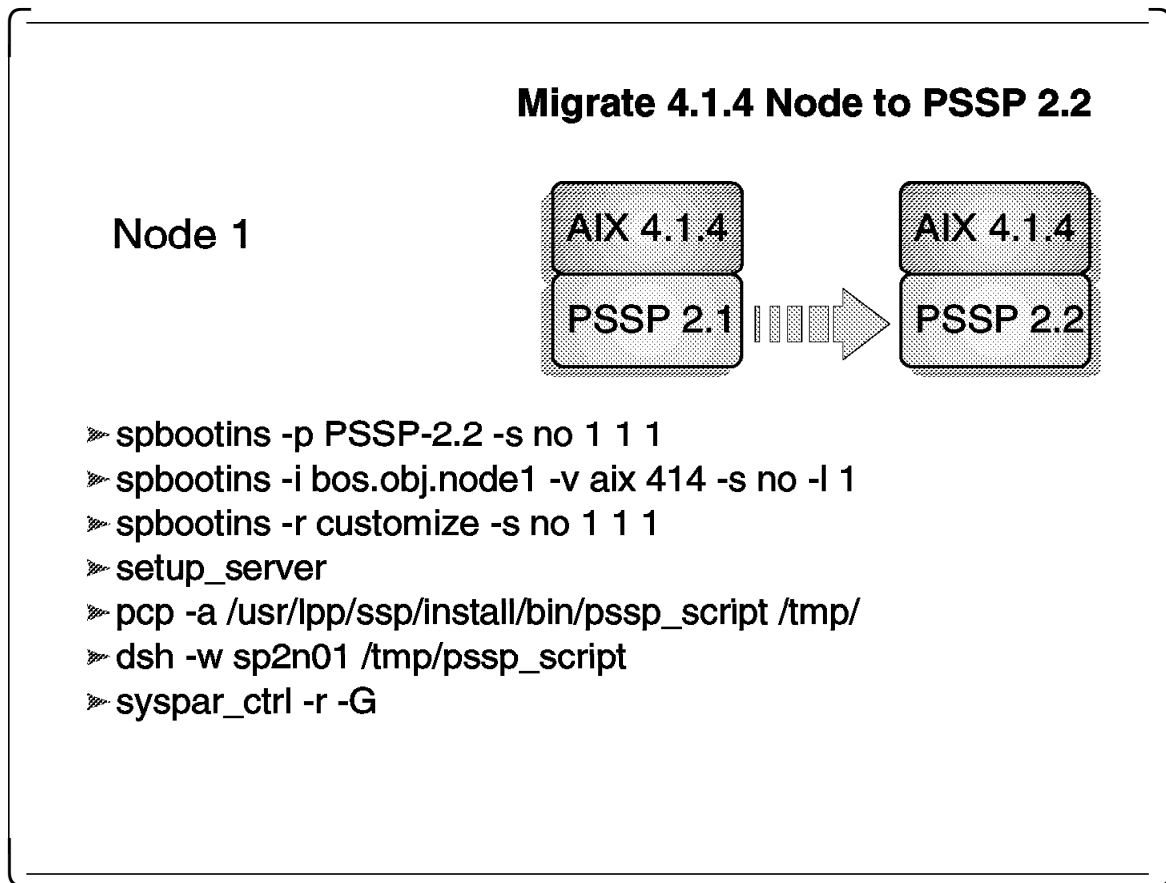 Migrate 4.1.4 Node to PSSP 2.2
Node 1
AIX 4.1.4
AIX 4.1.4
PSSP 2.1
PSSP 2.2
spbootins -p PSSP-2.2 -s no 1 1 1
spbootins -i bos.obj.node1 -v aix 414 -s no -l 1
spbootins -r customize -s no 1 1 1
setup_server
pcp -a /usr/lpp/ssp/install/bin/pssp_script /tmp/
dsh -w sp2n01 /tmp/pssp_script
syspar_ctrl -r -G